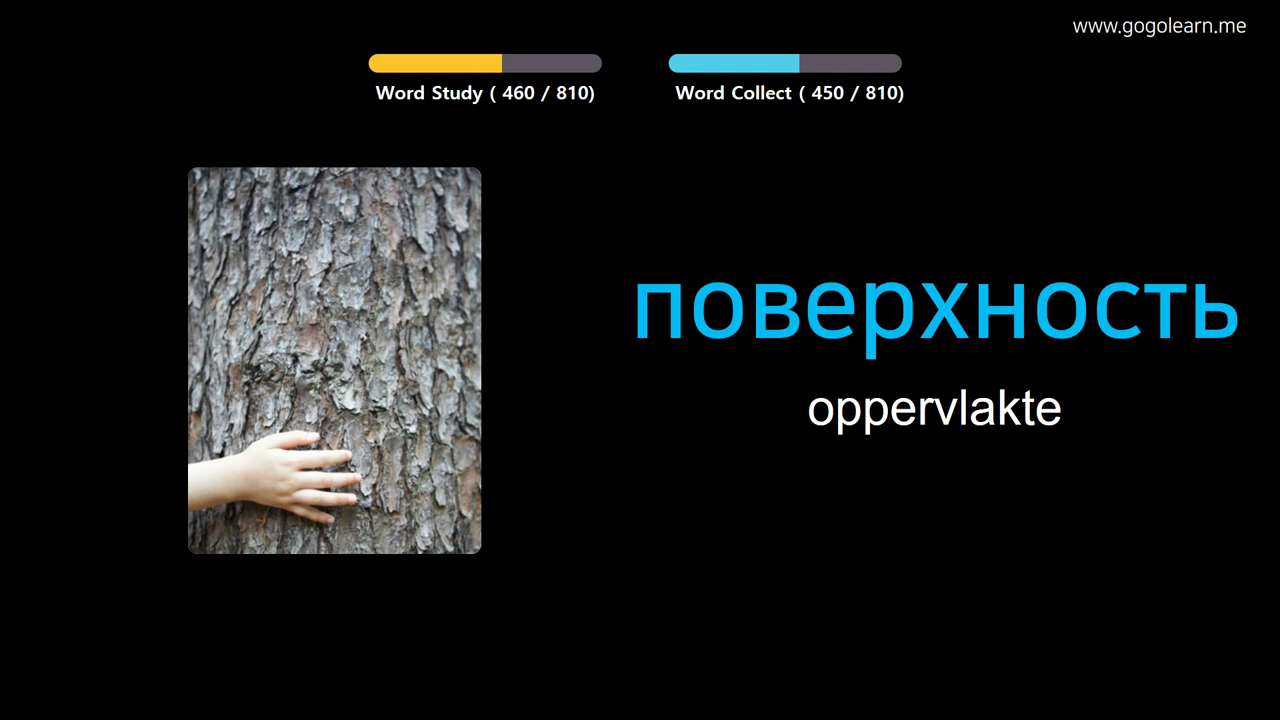 www.gogolearn.me
Word Study ( 460 / 810)
Word Collect ( 450 / 810)
поверхность
oppervlakte